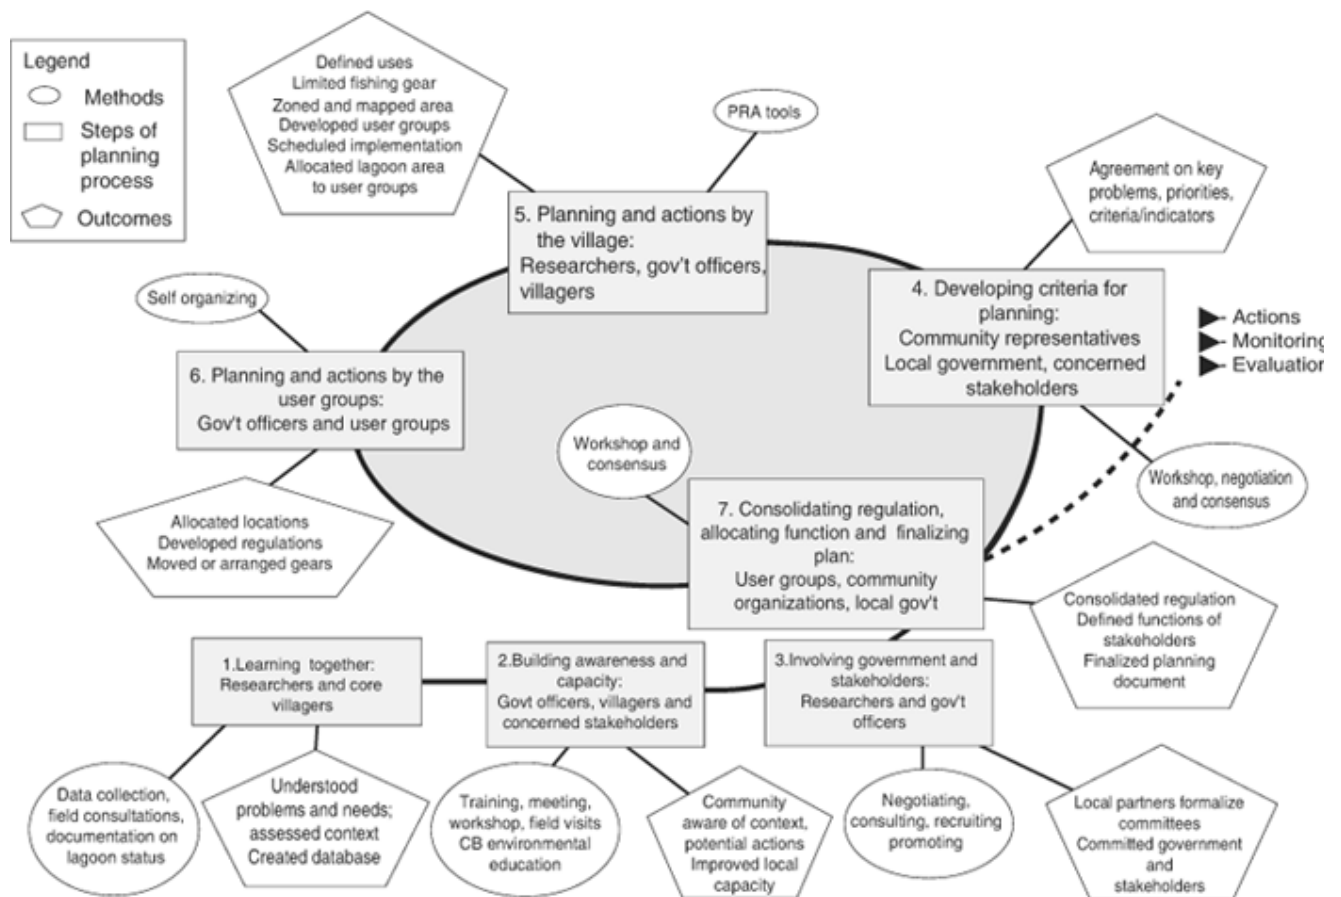 Legend
Methods
Steps of
planning
process
Outcomes
Defined uses
Limited fishing gear
Zoned and mapped area
Developed user groups
Scheduled implementation
Allocated lagoon area
to user groups
PRA tools
Agreement on key
problems, priorities,
criteria/indicators
5. Planning and actions by
the village:
Researchers, gov't officers,
villagers
4. Developing criteria for
planning:
Community representatives
Local government, concerned
stakeholders
Actions
Monitoring
Evaluation
Self organizing
6. Planning and actions by the
user groups:
Gov't officers and user groups
Workshop and
consensus
Workshop, negotiation
and consensus
7. Consolidating regulation,
allocating function and finalizing
plan:
User groups, community
organizations, local gov't
Allocated locations
Developed regulations
Moved or arranged gears
Consolidated regulation
Defined functions of
stakeholders
Finalized planning
document
1.Learning together:
Researchers and core
villagers
2.Building awareness and
capacity:
Govt officers, villagers and
concerned stakeholders
3.Involving government and
stakeholders:
Researchers and gov't
officers
Data collection,
field consultations,
documentation on
lagoon status
Understood
problems and needs;
assessed context
Created database
Training, meeting,
workshop, field visits
CB environmental
education
Community
aware of context,
potential actions
Improved local
capacity
Negotiating,
consulting, recruiting
promoting
Local partners formalize
committees
Committed government
and
stakeholders